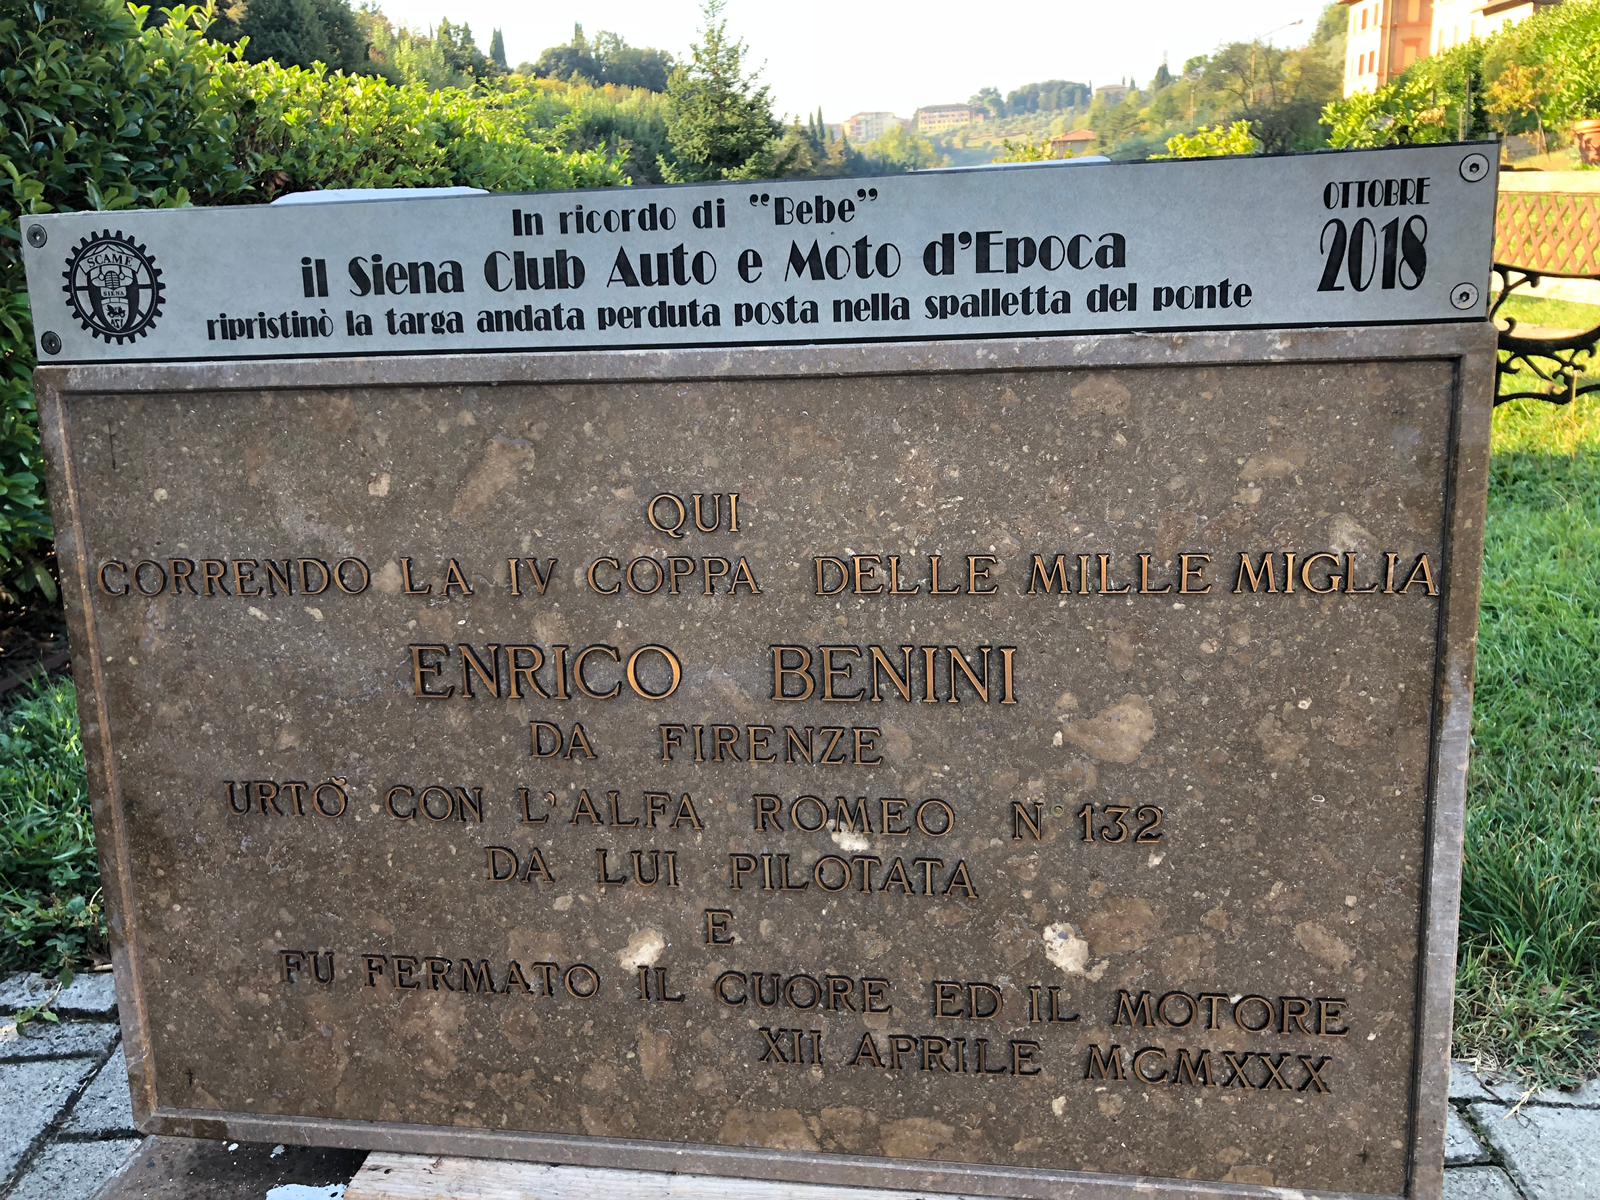 In ricordo di “Bebe”
il Siena Club Auto e Moto d’Epoca
ripristinò la targa andata perduta posta nella spalletta del ponte
OTTOBRE
2018
SCAME
SIENA
QUI
CORRENDO LA IV COPPA DELLE MILLE MIGLIA
ENRICO BENINI
DA FIRENZE
URTÒ CON L’ALFA ROMEO N° 132
DA LUI PILOTATA
E
FU FERMATO IL CUORE ED IL MOTORE
XII APRILE MCMXXX